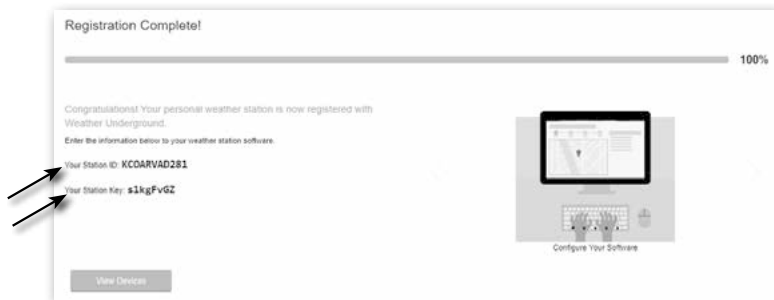 Registration Complete!
100%
Congratulations! Your personal weather station is now registered with
Weather Underground.
Enter the information below to your weather station software.
Your Station ID: KCOARVAD281
Your Station Key: s1kgFvGZ
Configure Your Software
View Devices